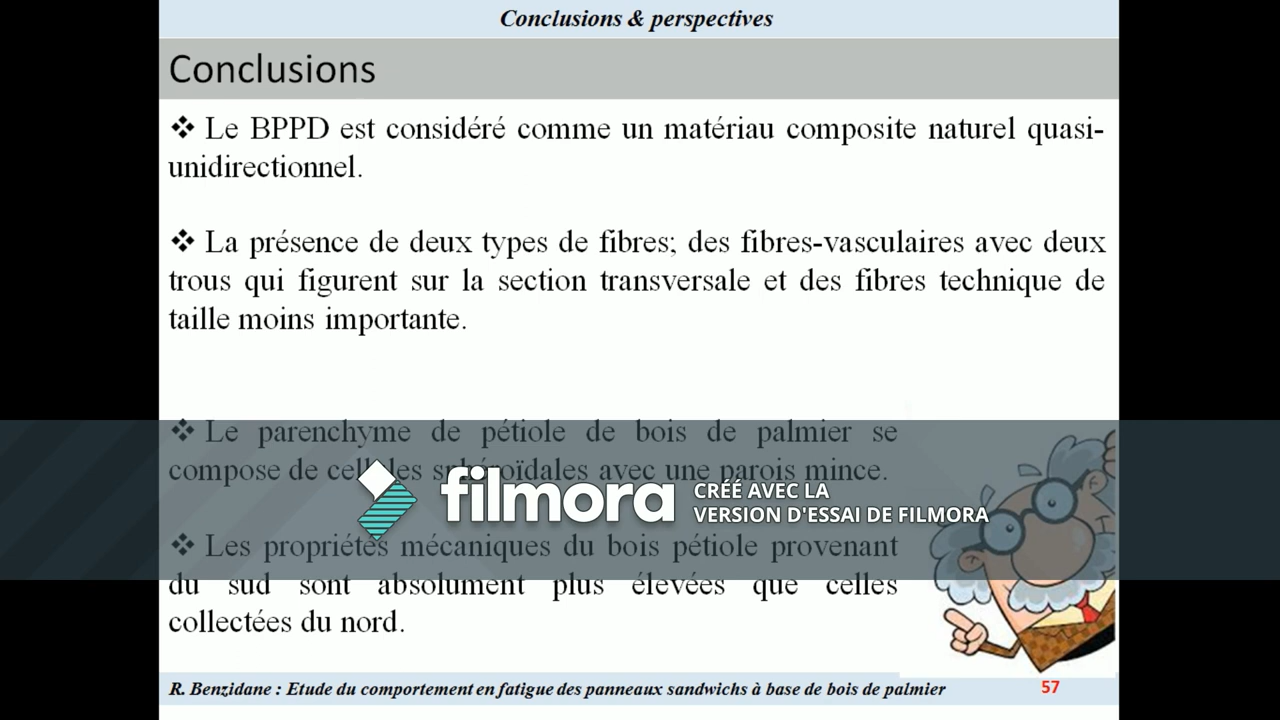 Conclusions & perspectives
Conclusions
❖ Le BPPD est considéré comme un matériau composite naturel quasi-
unidirectionnel.
❖ La présence de deux types de fibres; des fibres-vasculaires avec deux
trous qui figurent sur la section transversale et des fibres technique de
taille moins importante.
❖ Le parenchyme de pétiole de bois de palmier se
compose de cellules sphéroïdales avec une parois mince.
filmora
CRÉÉ AVEC LA
VERSION D'ESSAI DE FILMORA
❖ Les propriétés mécaniques du bois pétiole provenant
du sud sont absolument plus élevées que celles
collectées du nord.
R. Benzidane : Etude du comportement en fatigue des panneaux sandwichs à base de bois de palmier
57